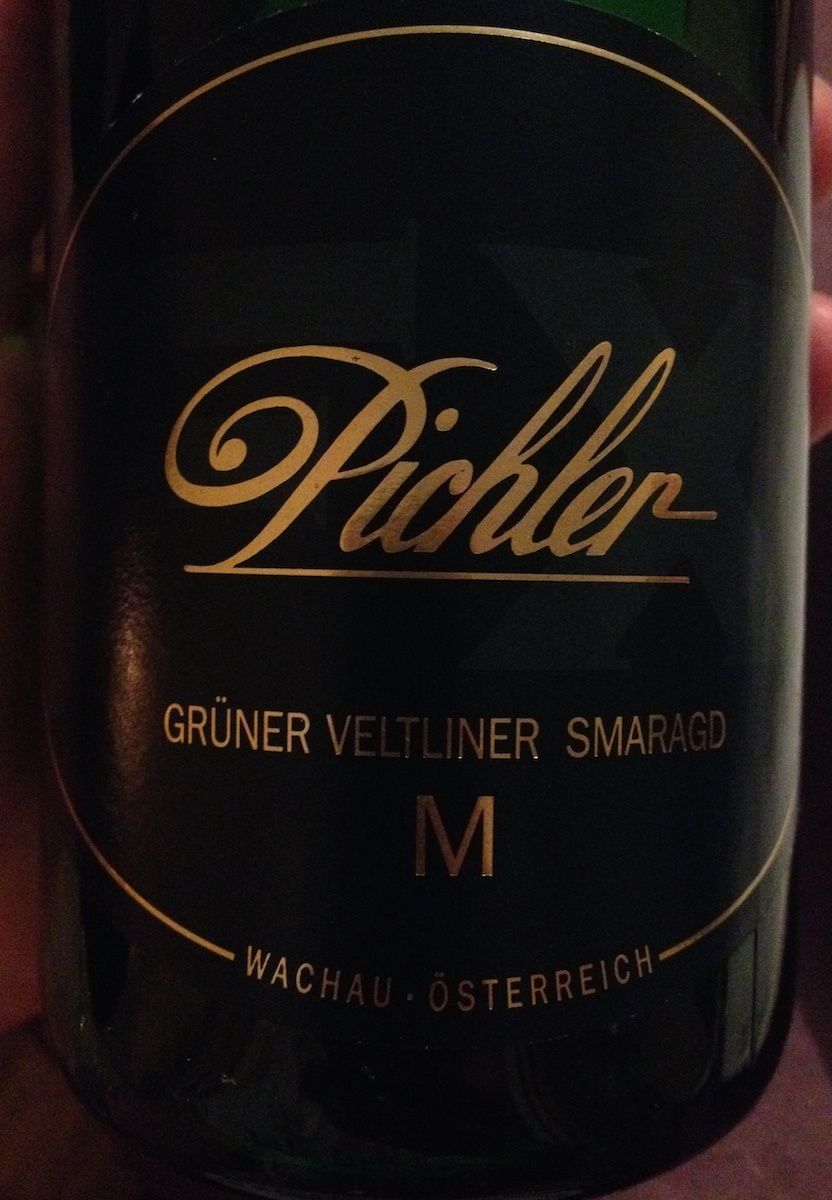 Pichler
GRÜNER VELTLINER SMARAGD
M
WACHAU · ÖSTERREICH